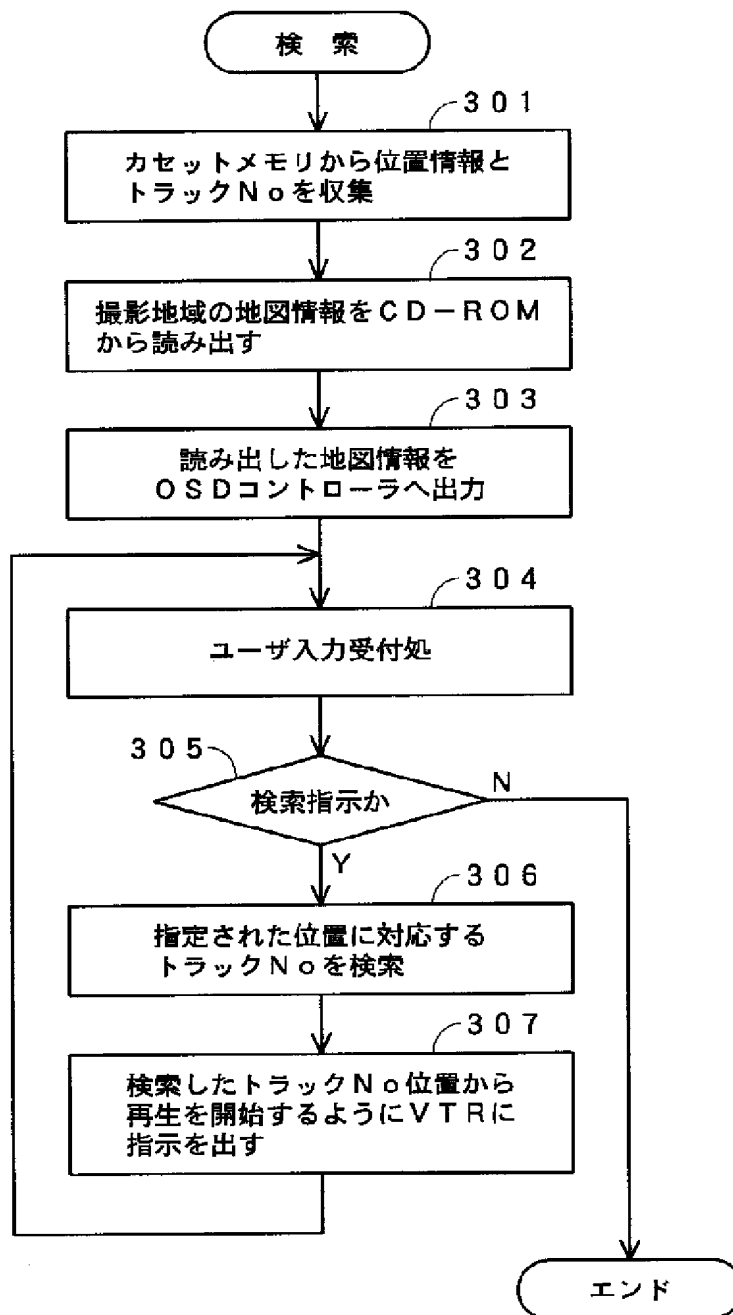 検 索
301
カセットメモリから位置情報と
トラックNoを収集
302
撮影地域の地図情報をCD-ROM
から読み出す
303
読み出した地図情報を
OSDコントローラへ出力
304
ユーザ入力受付処
305
検索指示か
N
Y
306
指定された位置に対応する
トラックNoを検索
307
検索したトラックNo位置から
再生を開始するようにVTRに
指示を出す
エンド